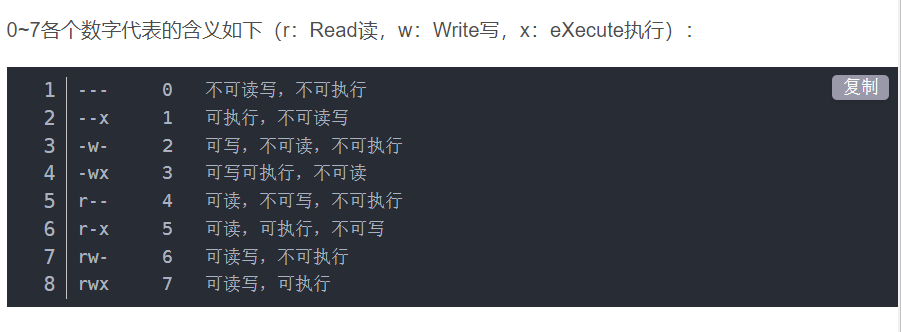 0~7各个数字代表的含义如下（r：Read读，w：Write写，x：eXecute执行）：
复制
1 --- 0 不可读写，不可执行
2 --x 1 可执行，不可读写
3 -w- 2 可写，不可读，不可执行
4 -wx 3 可写可执行，不可读
5 r-- 4 可读，不可写，不可执行
6 r-x 5 可读，可执行，不可写
7 rw- 6 可读写，不可执行
8 rwx 7 可读写，可执行